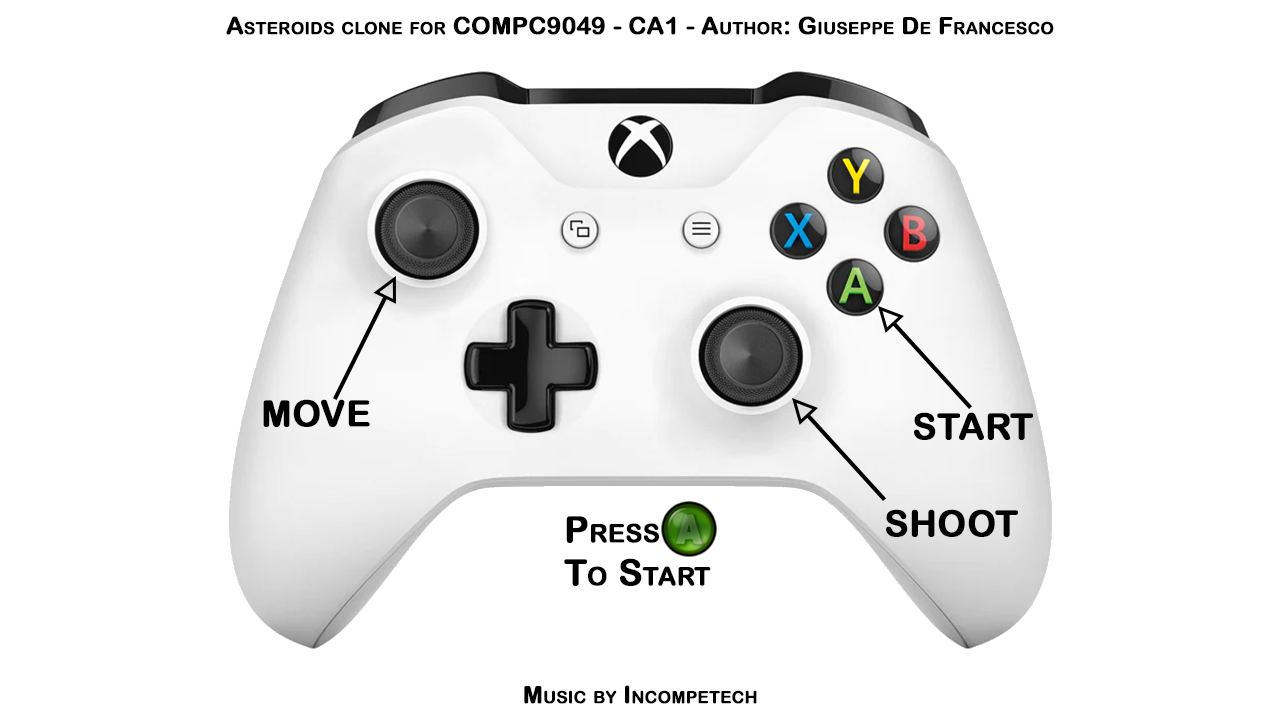 Asteroids clone for COMPC9049 - CA1 - Author: Giuseppe De Francesco
Y
X
B
A
MOVE
START
SHOOT
Press A
To Start
Music by Incompetech